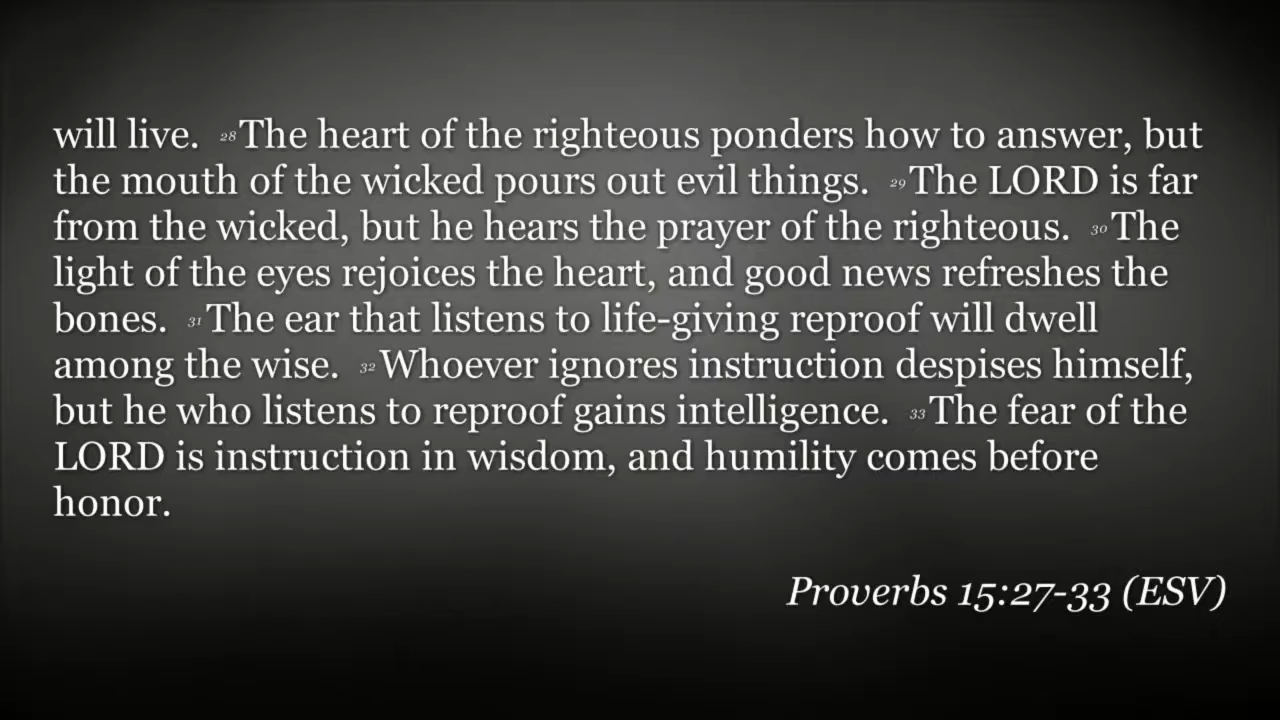 will live. 28The heart of the righteous ponders how to answer, but
the mouth of the wicked pours out evil things. 29The LORD is far
from the wicked, but he hears the prayer of the righteous. 30The
light of the eyes rejoices the heart, and good news refreshes the
bones. 31The ear that listens to life-giving reproof will dwell
among the wise. 32Whoever ignores instruction despises himself,
but he who listens to reproof gains intelligence. 33The fear of the
LORD is instruction in wisdom, and humility comes before
honor.
Proverbs 15:27-33 (ESV)